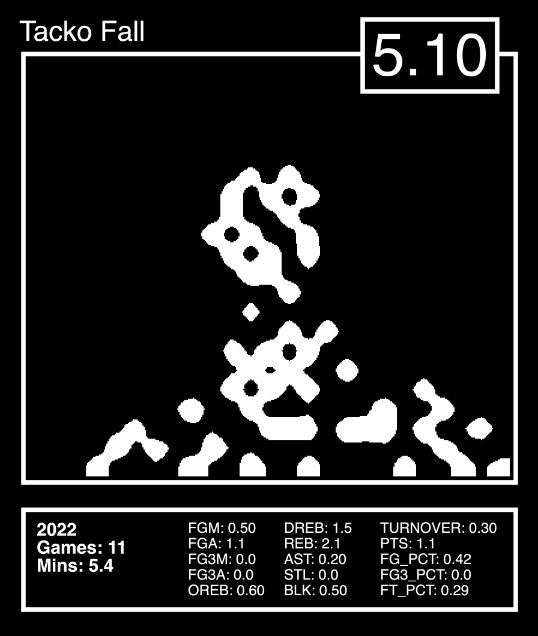 Tacko Fall
5.10
2022
Games: 11
Mins: 5.4
FGM: 0.50
FGA: 1.1
FG3M: 0.0
FG3A: 0.0
OREB: 0.60
DREB: 1.5
REB: 2.1
AST: 0.20
STL: 0.0
BLK: 0.50
TURNOVER: 0.30
PTS: 1.1
FG_PCT: 0.42
FG3_PCT: 0.0
FT_PCT: 0.29